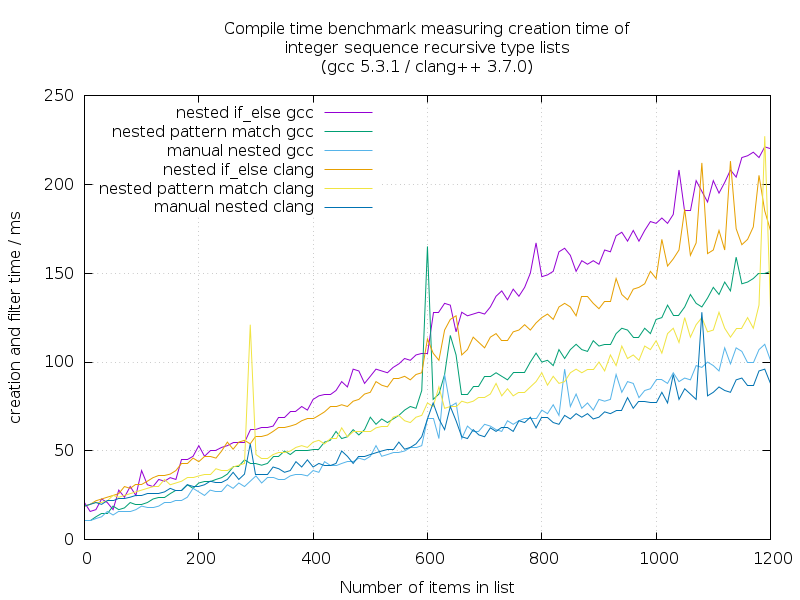 Compile time benchmark measuring creation time of
integer sequence recursive type lists
(gcc 5.3.1 / clang++ 3.7.0)
250
200
150
100
50
0
creation and filter time / ms
nested if_else gcc
nested pattern match gcc
manual nested gcc
nested if_else clang
nested pattern match clang
manual nested clang
0 200 400 600 800 1000 1200
Number of items in list